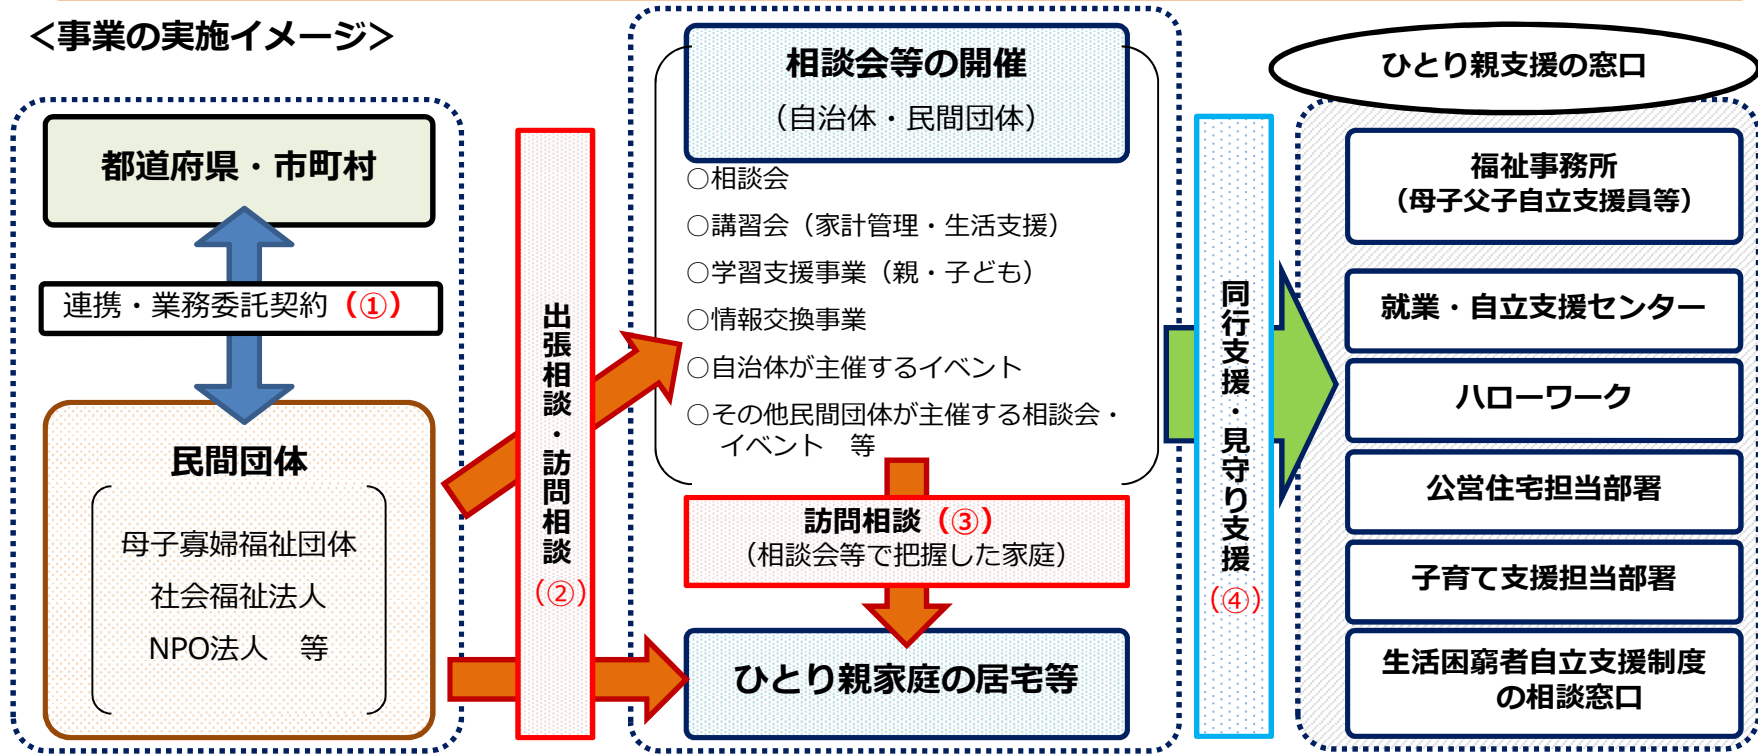 <事業の実施イメージ>
都道府県・市町村
連携・業務委託契約（①）
民間団体
母子寡婦福祉団体
社会福祉法人
NPO法人　等
出張相談・訪問相談（②）
相談会等の開催
（自治体・民間団体）
○相談会
○講習会（家計管理・生活支援）
○学習支援事業（親・子ども）
○情報交換事業
○自治体が主催するイベント
○その他民間団体が主催する相談会・
イベント　等
訪問相談（③）
（相談会等で把握した家庭）
ひとり親家庭の居宅等
同行支援・見守り支援（④）
ひとり親支援の窓口
福祉事務所
（母子父子自立支援員等）
就業・自立支援センター
ハローワーク
公営住宅担当部署
子育て支援担当部署
生活困窮者自立支援制度
の相談窓口